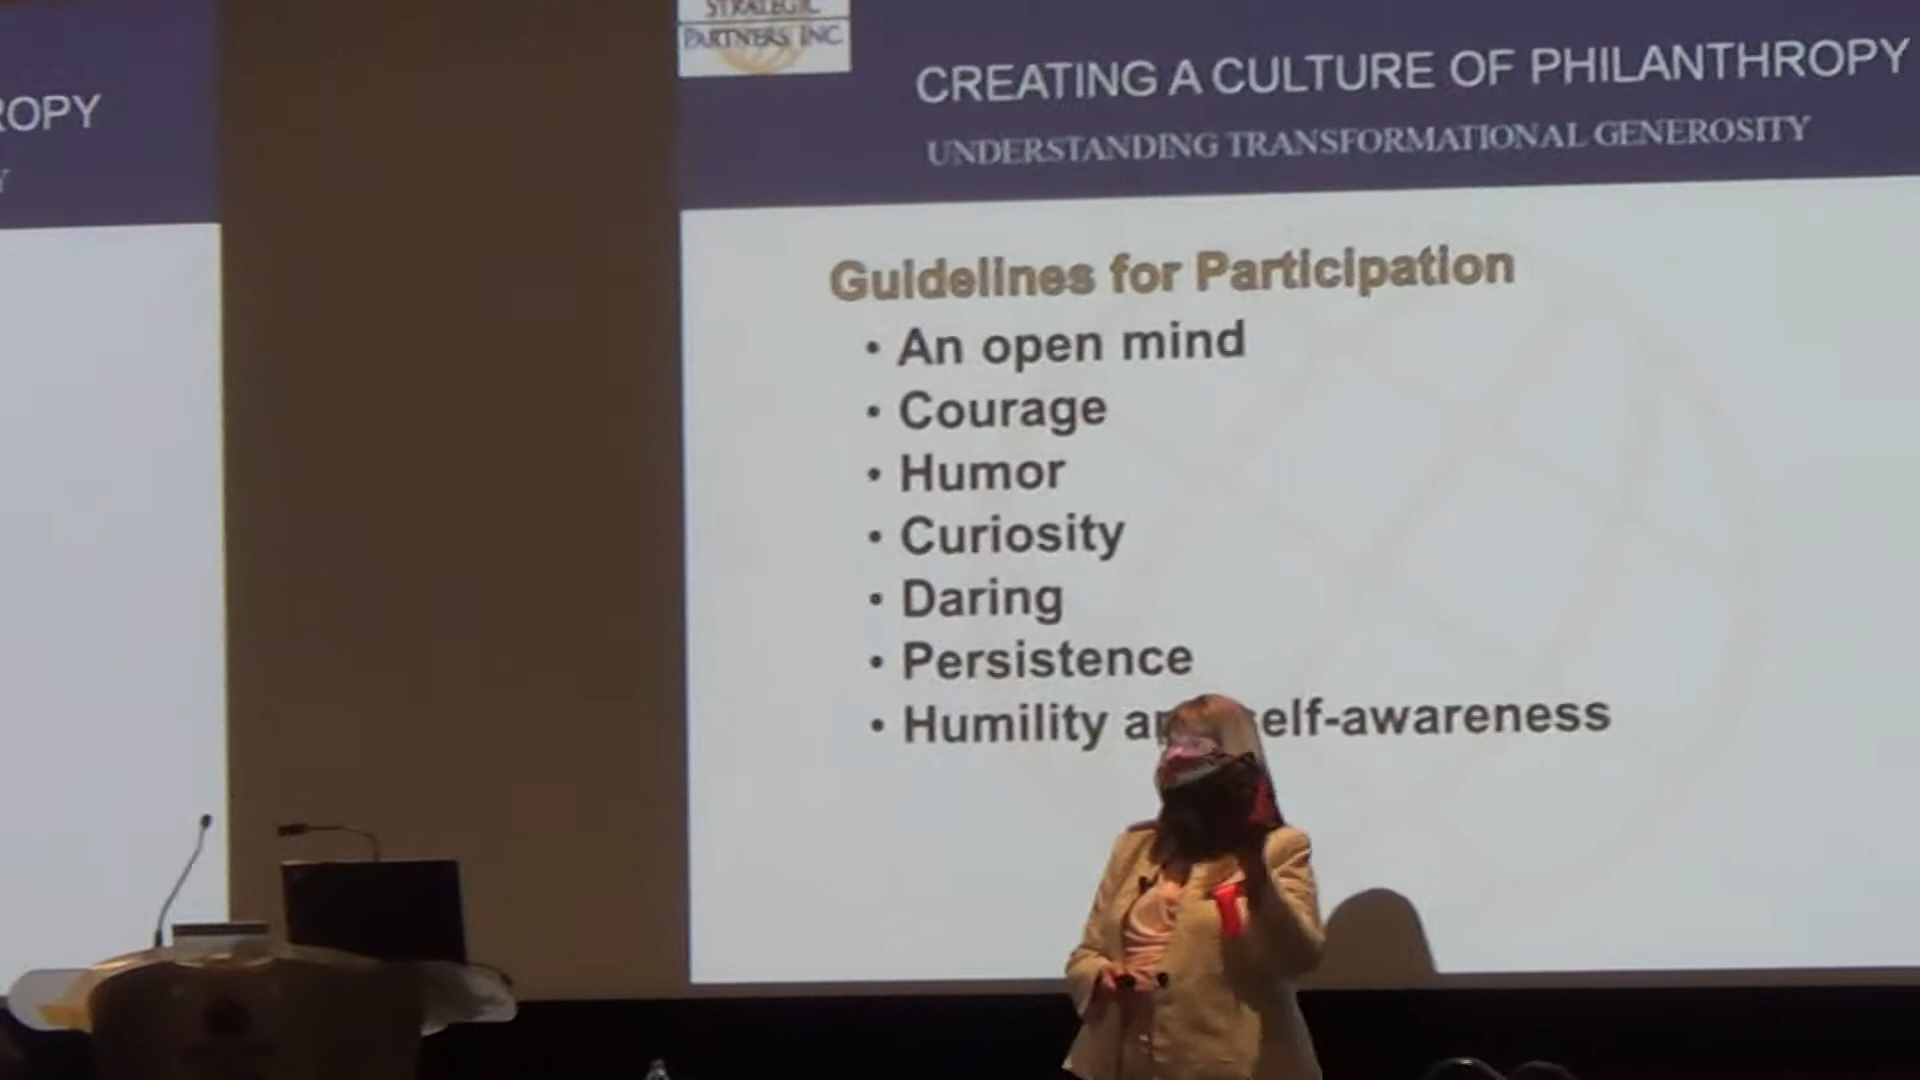 ROPY
Y
STRATEGIC
PARTNERS, INC.
CREATING A CULTURE OF PHILANTHROPY
UNDERSTANDING TRANSFORMATIONAL GENEROSITY
Guidelines for Participation
• An open mind
• Courage
• Humor
• Curiosity
• Daring
• Persistence
• Humility an elf-awareness